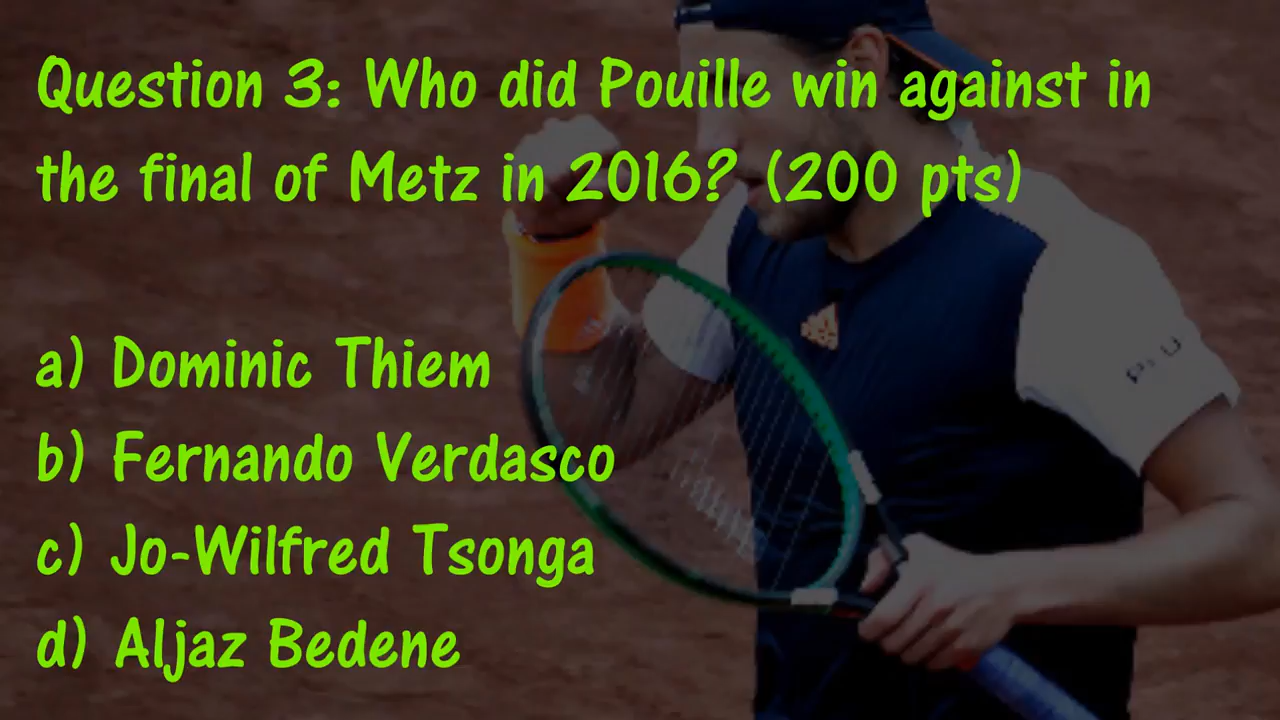 Question 3: Who did Pouille win against in
the final of Metz in 2016? (200 pts)
a) Dominic Thiem
b) Fernando Verdasco
c) Jo-Wilfred Tsonga
d) Aljaz Bedene